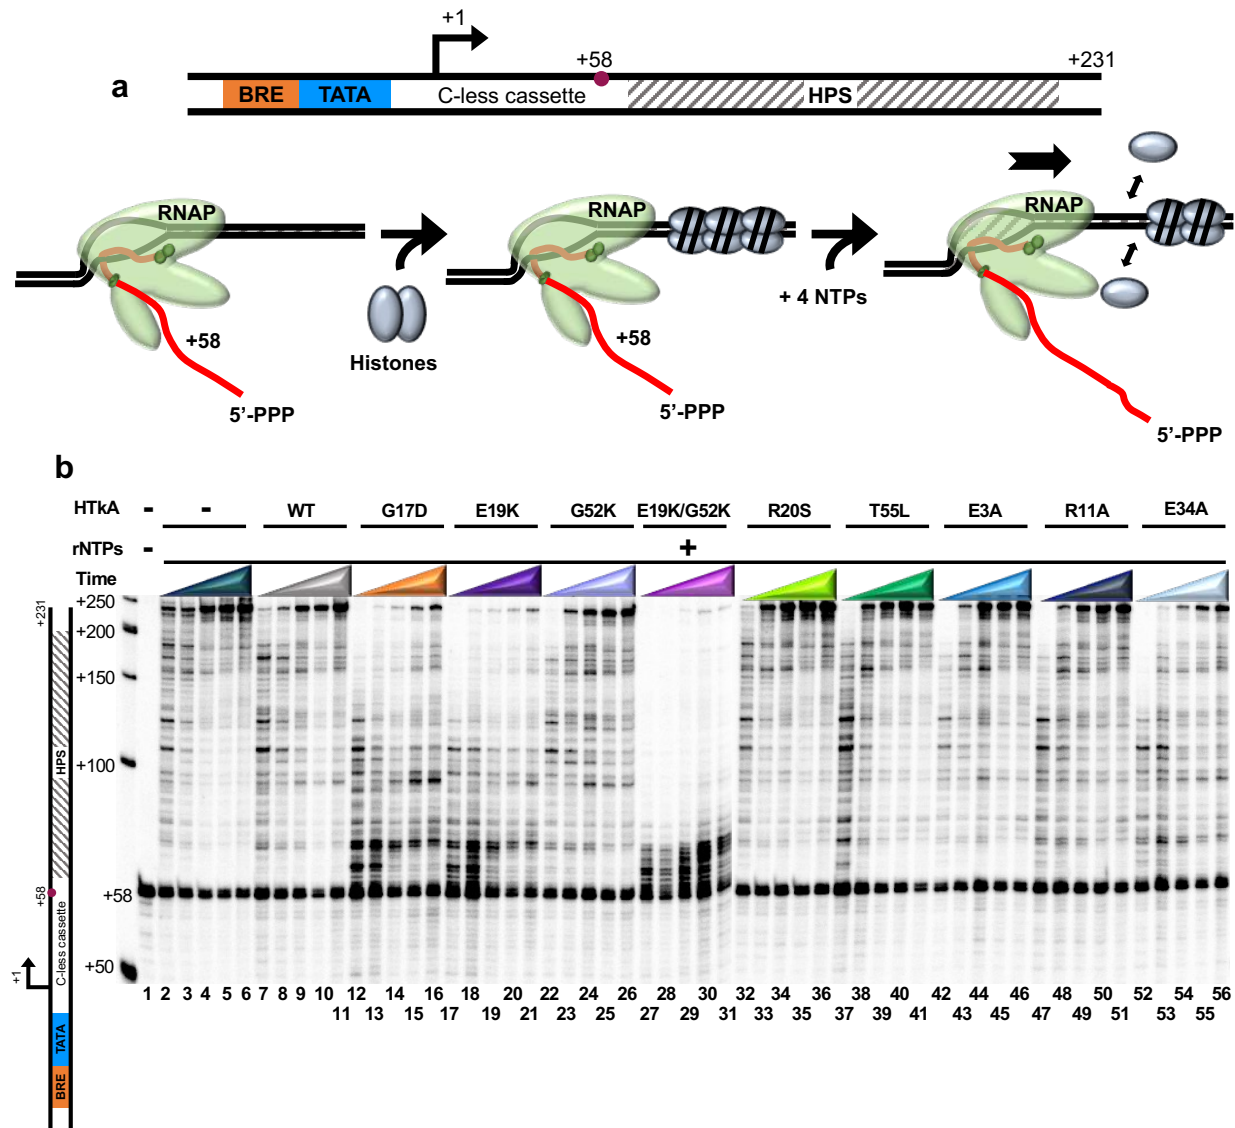 a
+1
+58
+231
BRE
TATA
C-less cassette
HPS
RNAP
RNAP
RNAP
+58
Histones
+58
+ 4 NTPs
5'-PPP
5'-PPP
5'-PPP
b
HTkA
-
-
WT
G17D
E19K
G52K
E19K/G52K
R20S
T55L
E3A
R11A
E34A
rNTPs
-
+
Time
+250
+200
+150
+100
+58
+50
+231
HPS
+58
C-less cassette
+1
TATA
BRE
1 2 3 4 5 6 7 8 9 10 12 14 16 18 20 22 24 26 28 30 32 34 36 38 40 42 44 46 48 50 52 54 56
11 13 15 17 19 21 23 25 27 29 31 33 35 37 39 41 43 45 47 49 51 53 55